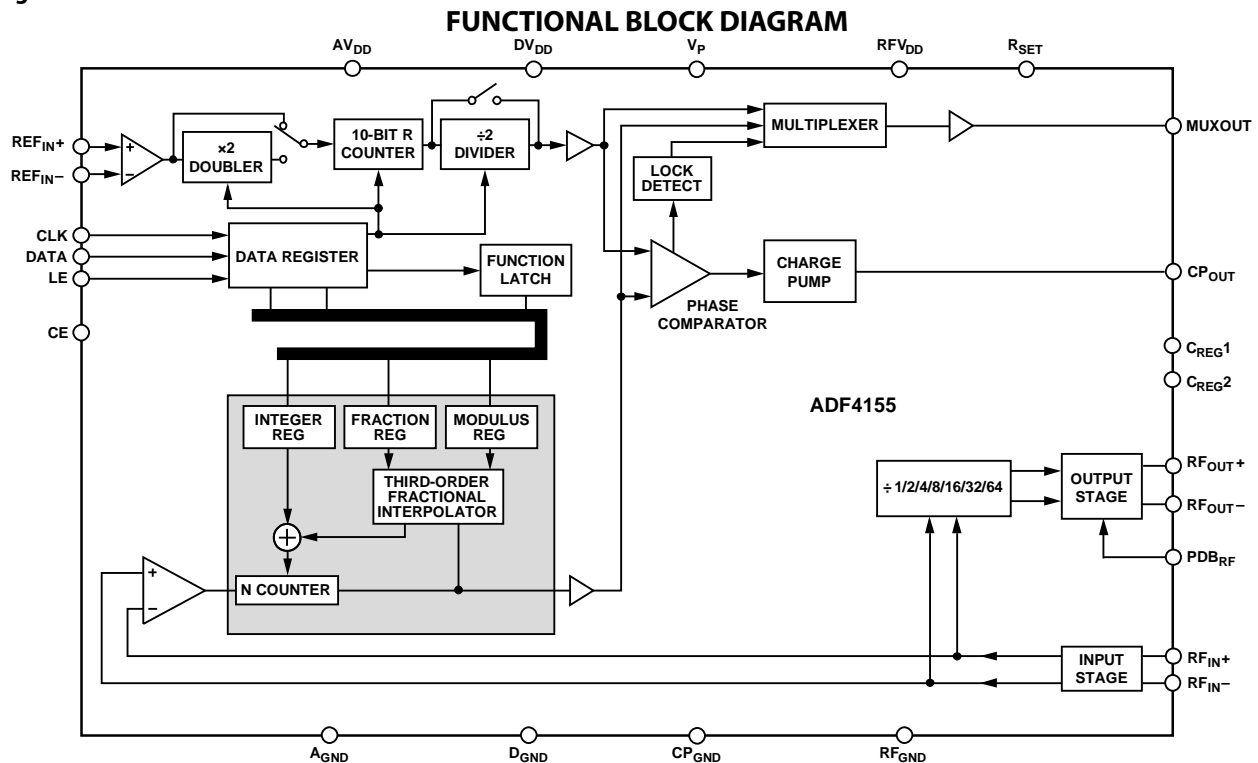 g
FUNCTIONAL BLOCK DIAGRAM
AVDD
DVDD
VP
RFVDD
RSET
REFIN+
REFIN−
+
−
×2
DOUBLER
10-BIT R
COUNTER
÷2
DIVIDER
MULTIPLEXER
MUXOUT
LOCK
DETECT
CLK
DATA
LE
DATA REGISTER
FUNCTION
LATCH
CHARGE
PUMP
CPOUT
PHASE
COMPARATOR
CE
CREG1
CREG2
ADF4155
INTEGER
REG
FRACTION
REG
MODULUS
REG
THIRD-ORDER
FRACTIONAL
INTERPOLATOR
+
N COUNTER
+
−
÷ 1/2/4/8/16/32/64
OUTPUT
STAGE
RFOUT+
RFOUT−
PDBRF
INPUT
STAGE
RFIN+
RFIN−
AGND
DGND
CPGND
RFGND